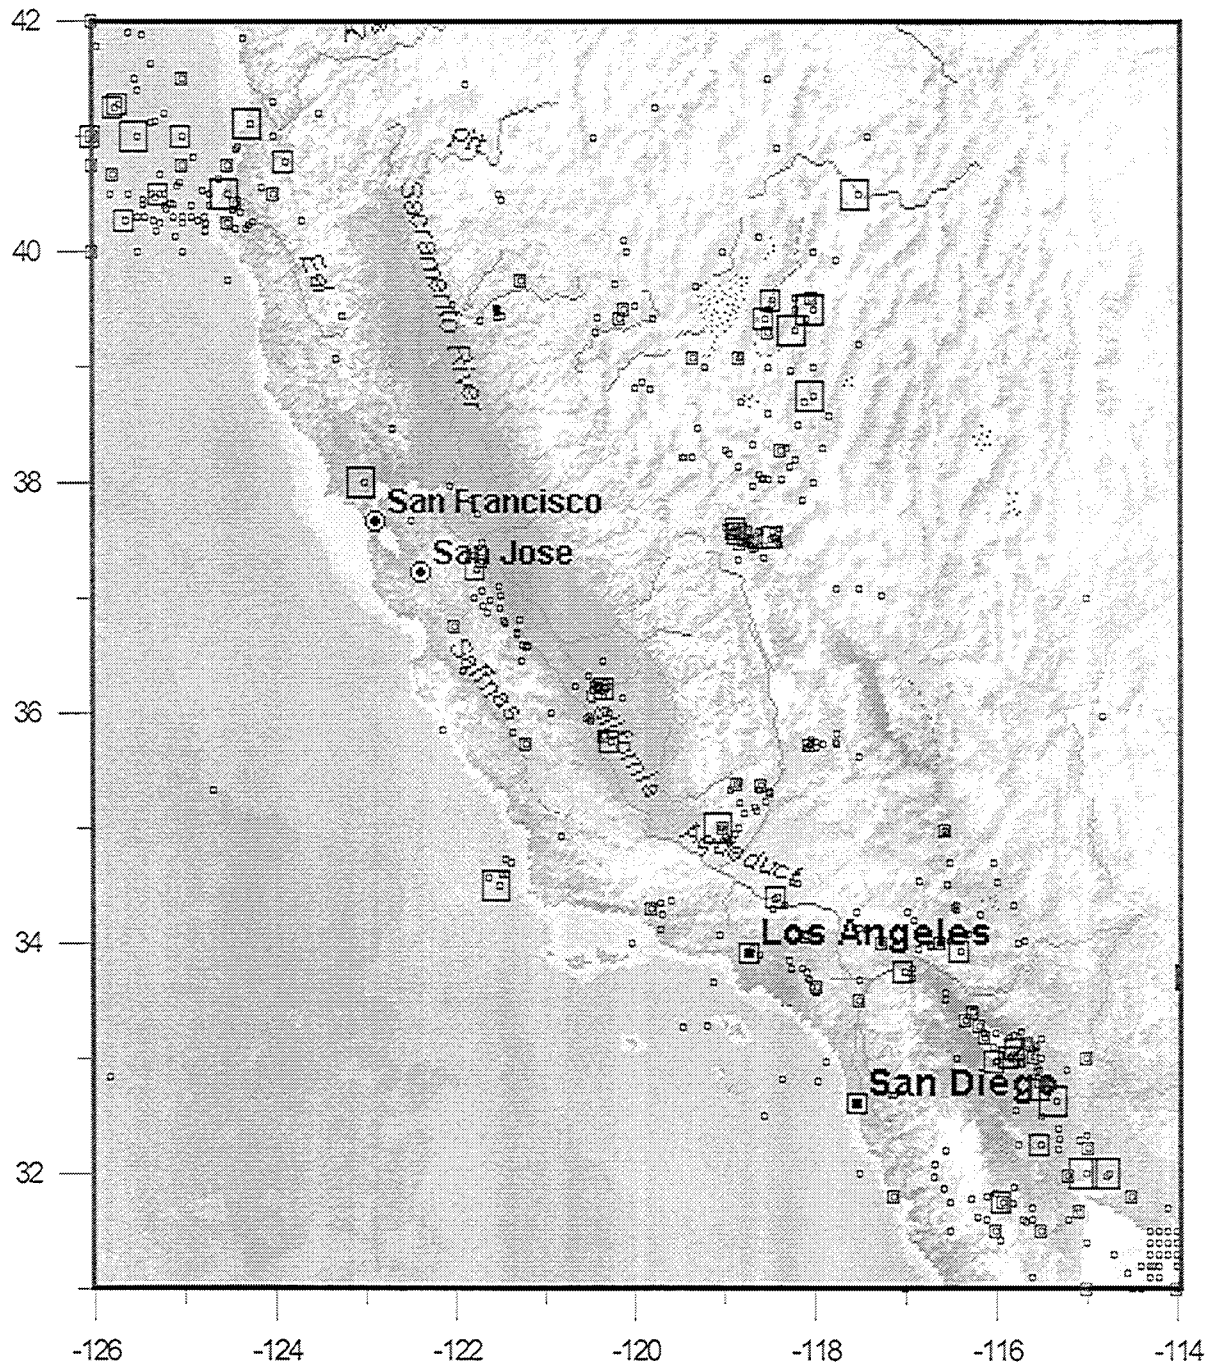 42
40
38
36
34
32
Kla
Pit
Sacramento River
Eel
San Francisco
San Jose
Salinas
California
Aqueduct
Los Angeles
San Diego
-126
-124
-122
-120
-118
-116
-114